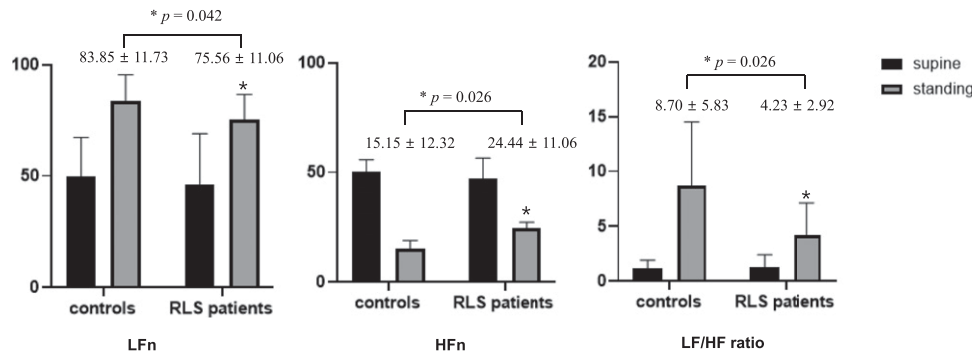 * p = 0.042
83.85 ± 11.73 75.56 ± 11.06
100
*
50
0
controls RLS patients
LFn
100
* p = 0.026
15.15 ± 12.32 24.44 ± 11.06
50
*
0
controls RLS patients
HFn
20
* p = 0.026
8.70 ± 5.83 4.23 ± 2.92
15
10
*
5
0
controls RLS patients
LF/HF ratio
supine
standing